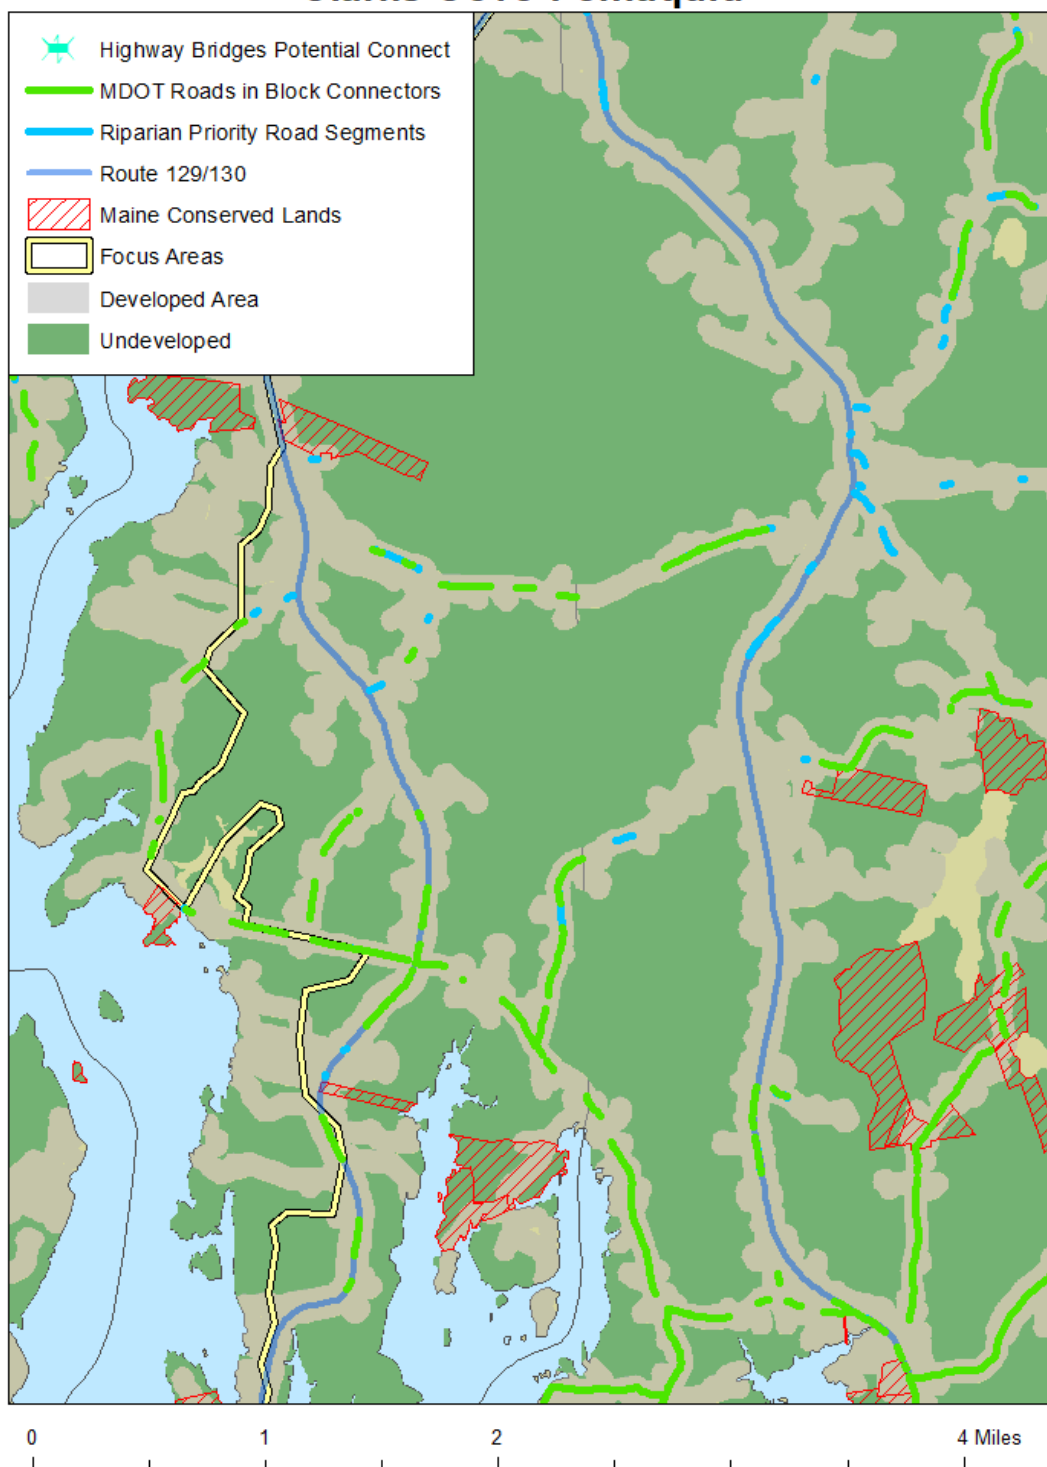 Highway Bridges Potential Connect
MDOT Roads in Block Connectors
Riparian Priority Road Segments
Route 129/130
Maine Conserved Lands
Focus Areas
Developed Area
Undeveloped
0 1 2 4 Miles